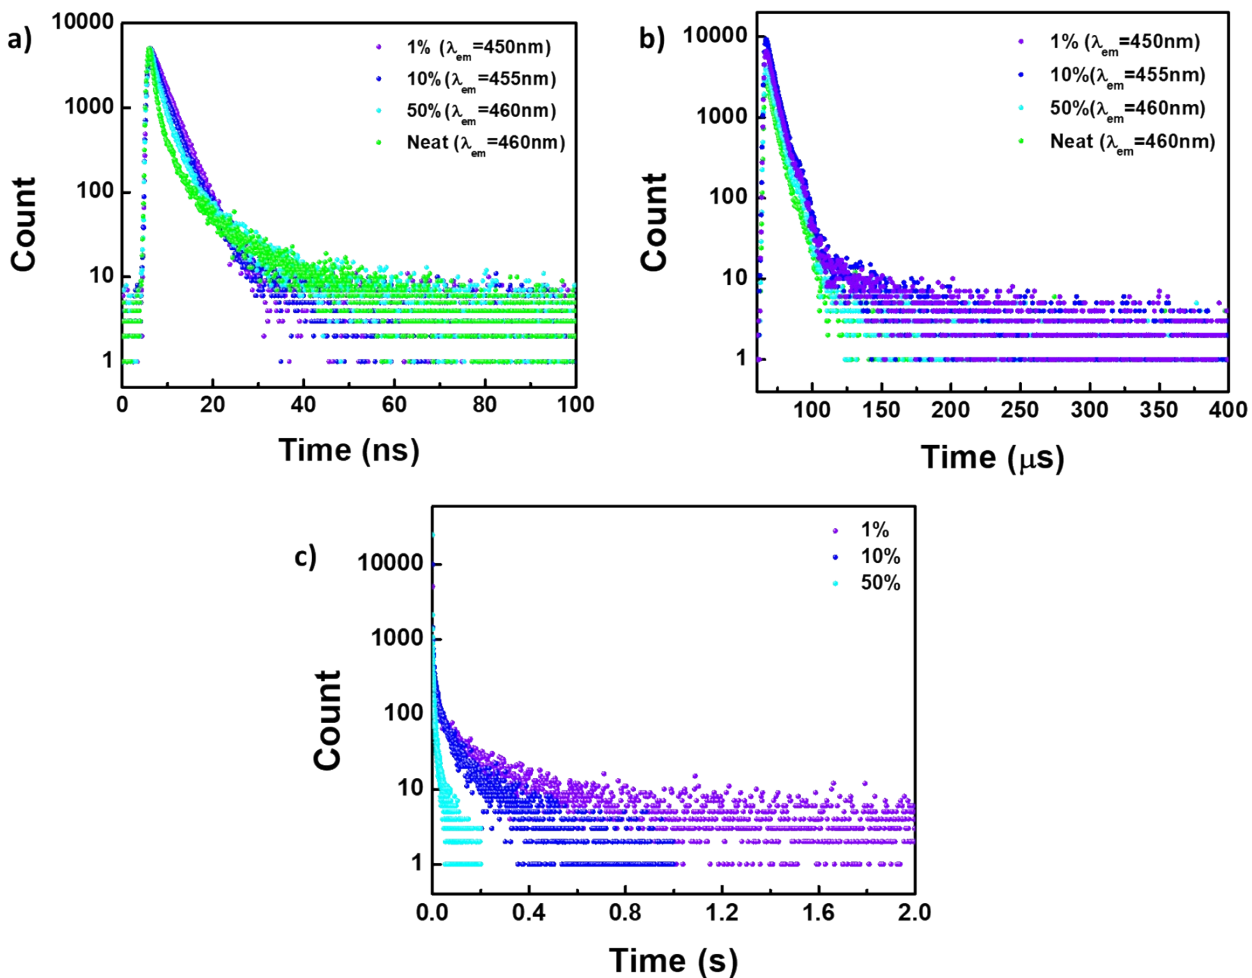 a)
10000
1000
100
10
1
Count
0 20 40 60 80 100
Time (ns)
1% (λem=450nm)
10% (λem=455nm)
50% (λem=460nm)
Neat (λem=460nm)
b)
10000
1000
100
10
1
Count
100 150 200 250 300 350 400
Time (μs)
1% (λem=450nm)
10%(λem=455nm)
50%(λem=460nm)
Neat (λem=460nm)
c)
10000
1000
100
10
1
Count
0.0 0.4 0.8 1.2 1.6 2.0
Time (s)
1%
10%
50%